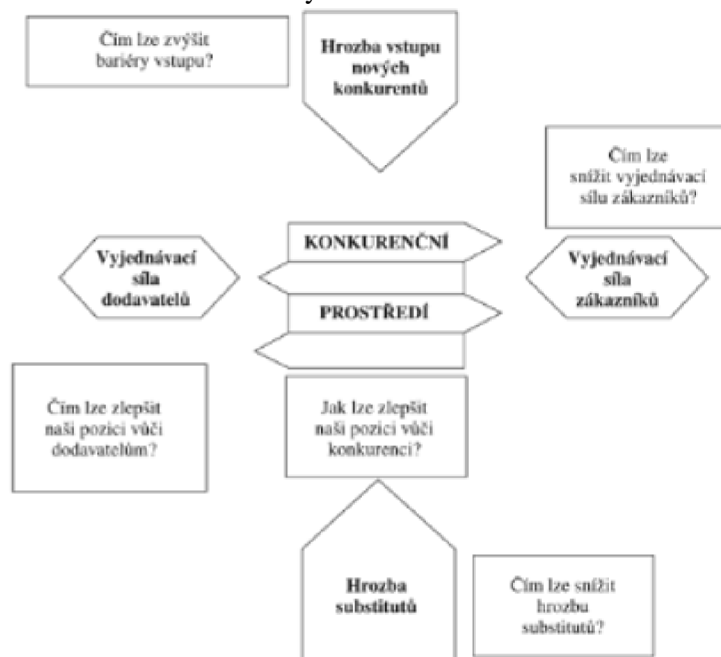 Čím lze zvýšit
bariéry vstupu?
Hrozba vstupu
nových
konkurentů
Čím lze
snížit vyjednávací
sílu zákazníků?
KONKURENČNÍ
PROSTŘEDÍ
Vyjednávací
síla
dodavatelů
Vyjednávací
síla
zákazníků
Čím lze zlepšit
naši pozici vůči
dodavatelům?
Jak lze zlepšit
naši pozici vůči
konkurenci?
Hrozba
substitutů
Čím lze snížit
hrozbu
substitutů?